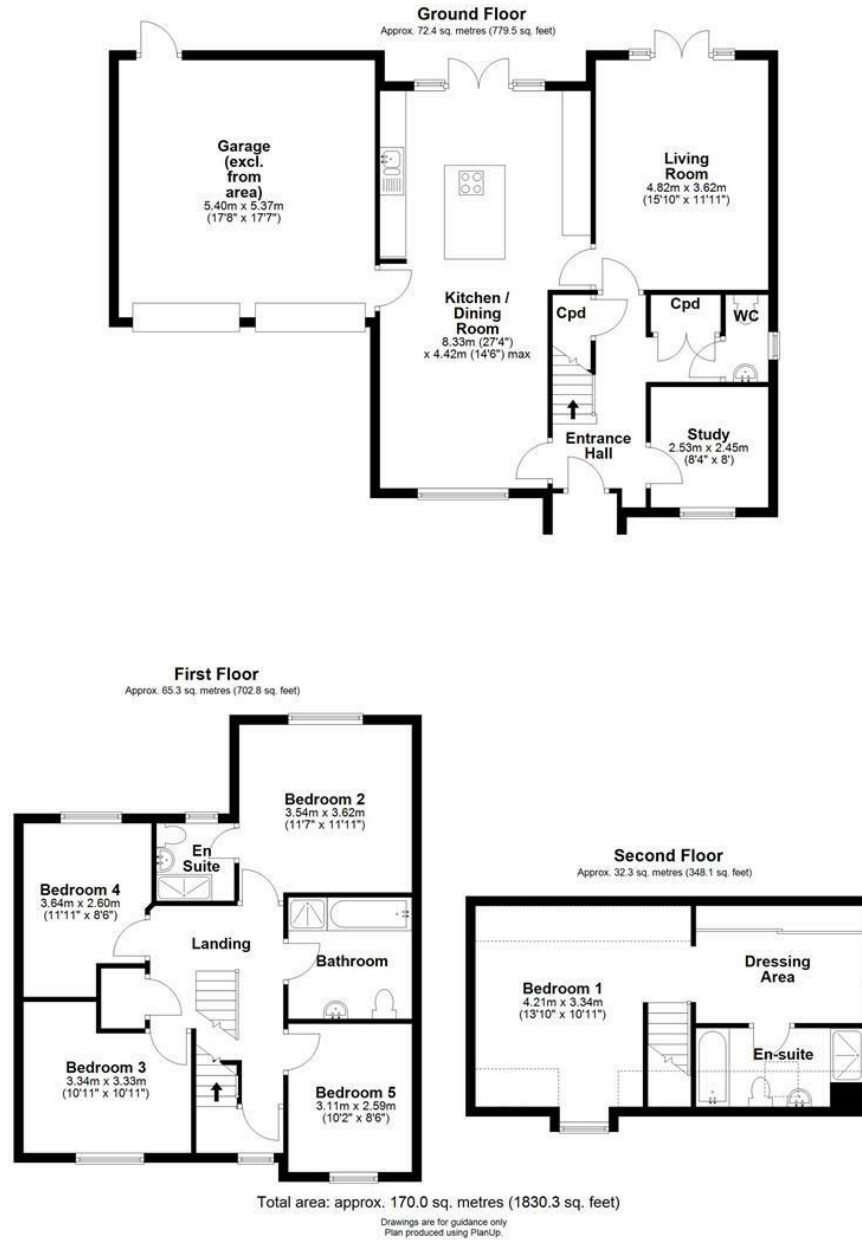 Ground Floor
Approx. 72.4 sq. metres (779.5 sq. feet)
Garage
(excl.
from
area)
5.40m x 5.37m
(17'8" x 17'7")
Living
Room
4.82m x 3.62m
(15'10" x 11'11")
Kitchen /
Dining
Room
8.33m (27'4")
x 4.42m (14'6") max
Cpd
Cpd
WC
Entrance
Hall
Study
2.53m x 2.45m
(8'4" x 8')
First Floor
Approx. 65.3 sq. metres (702.8 sq. feet)
Bedroom 2
3.54m x 3.62m
(11'7" x 11'11")
En
Suite
Bedroom 4
3.64m x 2.60m
(11'11" x 8'6")
Landing
Bathroom
Bedroom 3
3.34m x 3.33m
(10'11" x 10'11")
Bedroom 5
3.11m x 2.59m
(10'2" x 8'6")
Second Floor
Approx. 32.3 sq. metres (348.1 sq. feet)
Bedroom 1
4.21m x 3.34m
(13'10" x 10'11")
Dressing
Area
En-suite
Total area: approx. 170.0 sq. metres (1830.3 sq. feet)
Drawings are for guidance only
Plan produced using PlanUp.